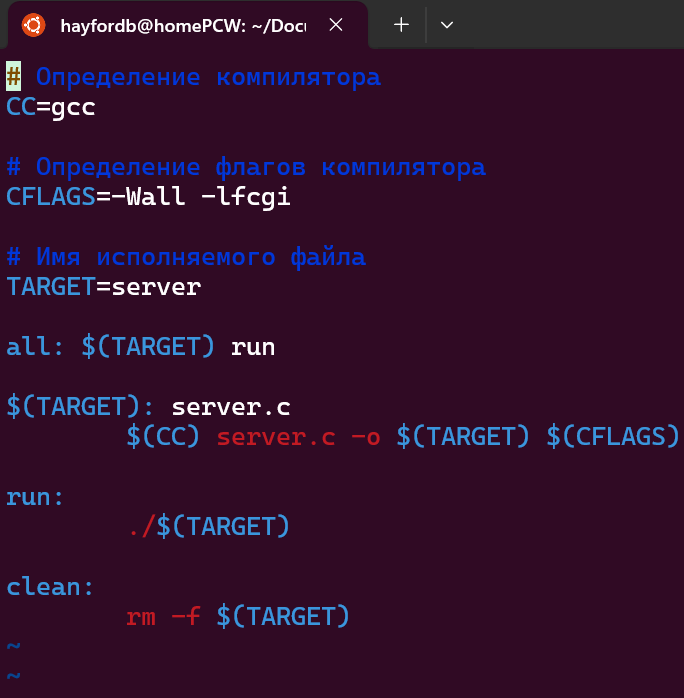 hayfordb@homePCW: ~/Docu
# Определение компилятора
CC=gcc
# Определение флагов компилятора
CFLAGS=-Wall -lfcgi
# Имя исполняемого файла
TARGET=server
all: $(TARGET) run
$(TARGET): server.c
$(CC) server.c -o $(TARGET) $(CFLAGS)
run:
./$(TARGET)
clean:
rm -f $(TARGET)
~
~